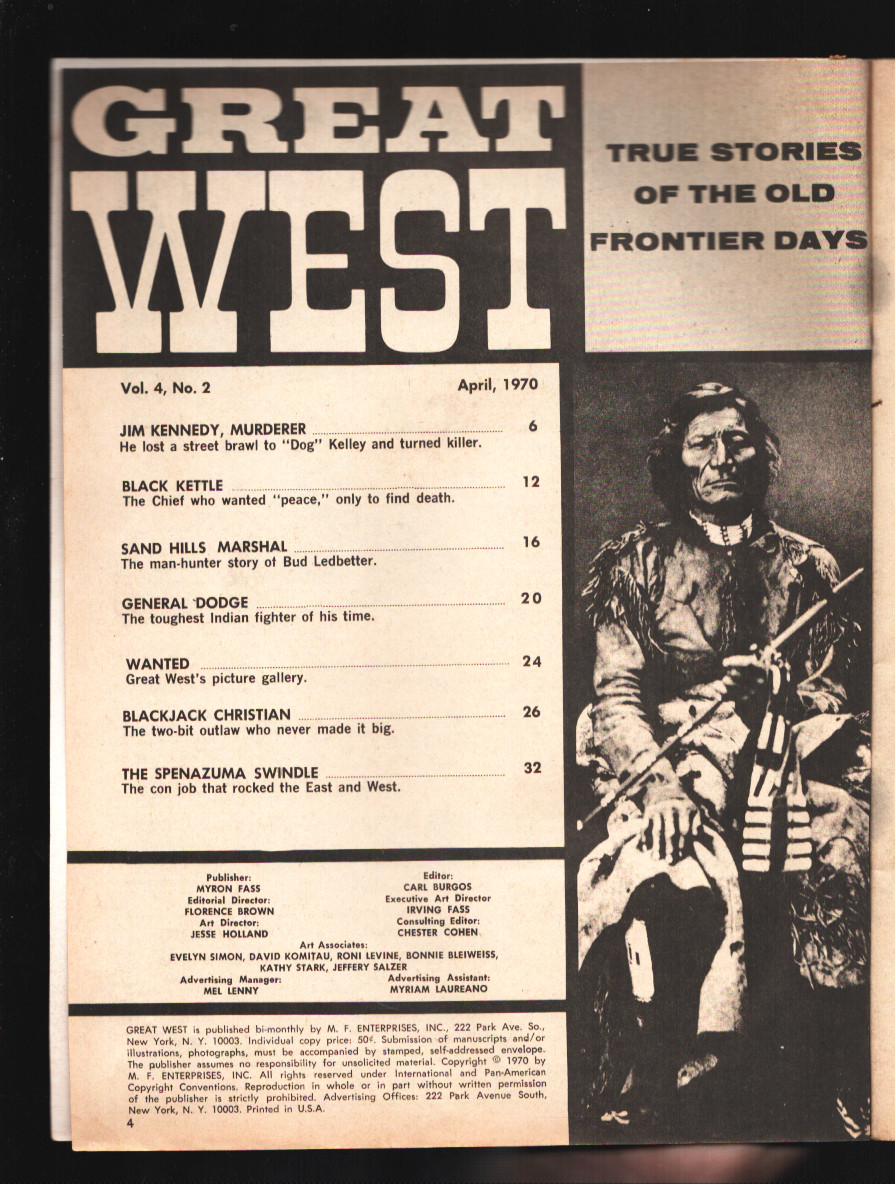 GREAT
WEST
TRUE STORIES
OF THE OLD
FRONTIER DAYS
Vol. 4, No. 2 April, 1970
JIM KENNEDY, MURDERER 6
He lost a street brawl to "Dog" Kelley and turned killer.
BLACK KETTLE 12
The Chief who wanted "peace," only to find death.
SAND HILLS MARSHAL 16
The man-hunter story of Bud Ledbetter.
GENERAL DODGE 20
The toughest Indian fighter of his time.
WANTED 24
Great West's picture gallery.
BLACKJACK CHRISTIAN 26
The two-bit outlaw who never made it big.
THE SPENAZUMA SWINDLE 32
The con job that rocked the East and West.
Publisher:
MYRON FASS
Editorial Director:
FLORENCE BROWN
Art Director:
JESSE HOLLAND
Editor:
CARL BURGOS
Executive Art Director
IRVING FASS
Consulting Editor:
CHESTER COHEN
Art Associates:
EVELYN SIMON, DAVID KOMITAU, RONI LEVINE, BONNIE BLEIWEISS,
KATHY STARK, JEFFERY SALZER
Advertising Manager:
MEL LENNY
Advertising Assistant:
MYRIAM LAUREANO
GREAT WEST is published bi-monthly by M. F. ENTERPRISES, INC., 222 Park Ave. So.,
New York, N. Y. 10003. Individual copy price: 50¢. Submission of manuscripts and/or
illustrations, photographs, must be accompanied by stamped, self-addressed envelope.
The publisher assumes no responsibility for unsolicited material. Copyright © 1970 by
M. F. ENTERPRISES, INC. All rights reserved under International and Pan-American
Copyright Conventions. Reproduction in whole or in part without written permission
of the publisher is strictly prohibited. Advertising Offices: 222 Park Avenue South,
New York, N. Y. 10003. Printed in U.S.A.
4